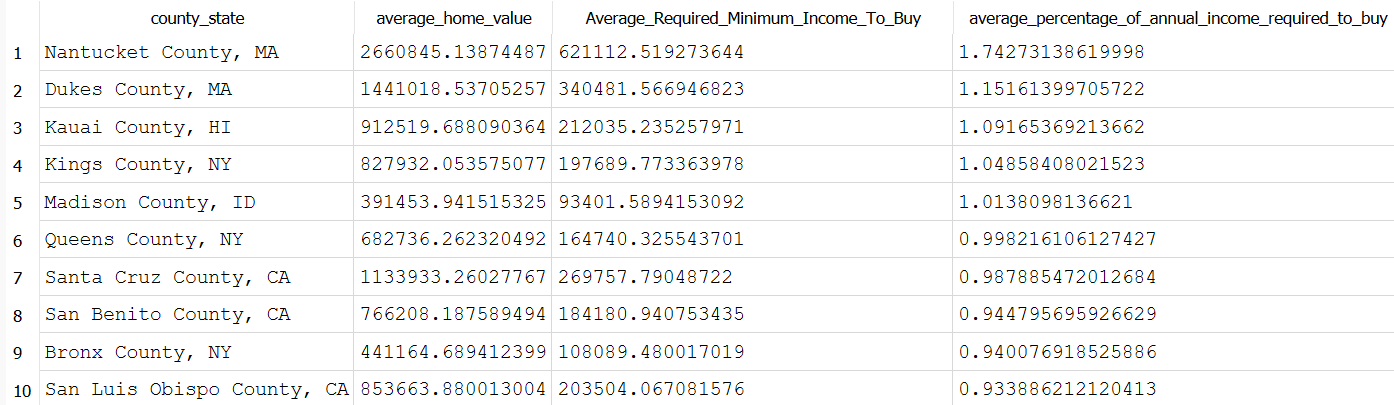 county_state average_home_value Average_Required_Minimum_Income_To_Buy average_percentage_of_annual_income_required_to_buy
1 Nantucket County, MA 2660845.13874487 621112.519273644 1.74273138619998
2 Dukes County, MA 1441018.53705257 340481.566946823 1.15161399705722
3 Kauai County, HI 912519.688090364 212035.235257971 1.09165369213662
4 Kings County, NY 827932.053575077 197689.773363978 1.04858408021523
5 Madison County, ID 391453.941515325 93401.5894153092 1.0138098136621
6 Queens County, NY 682736.262320492 164740.325543701 0.998216106127427
7 Santa Cruz County, CA 1133933.26027767 269757.79048722 0.987885472012684
8 San Benito County, CA 766208.187589494 184180.940753435 0.944795695926629
9 Bronx County, NY 441164.689412399 108089.480017019 0.940076918525886
10 San Luis Obispo County, CA 853663.880013004 203504.067081576 0.933886212120413